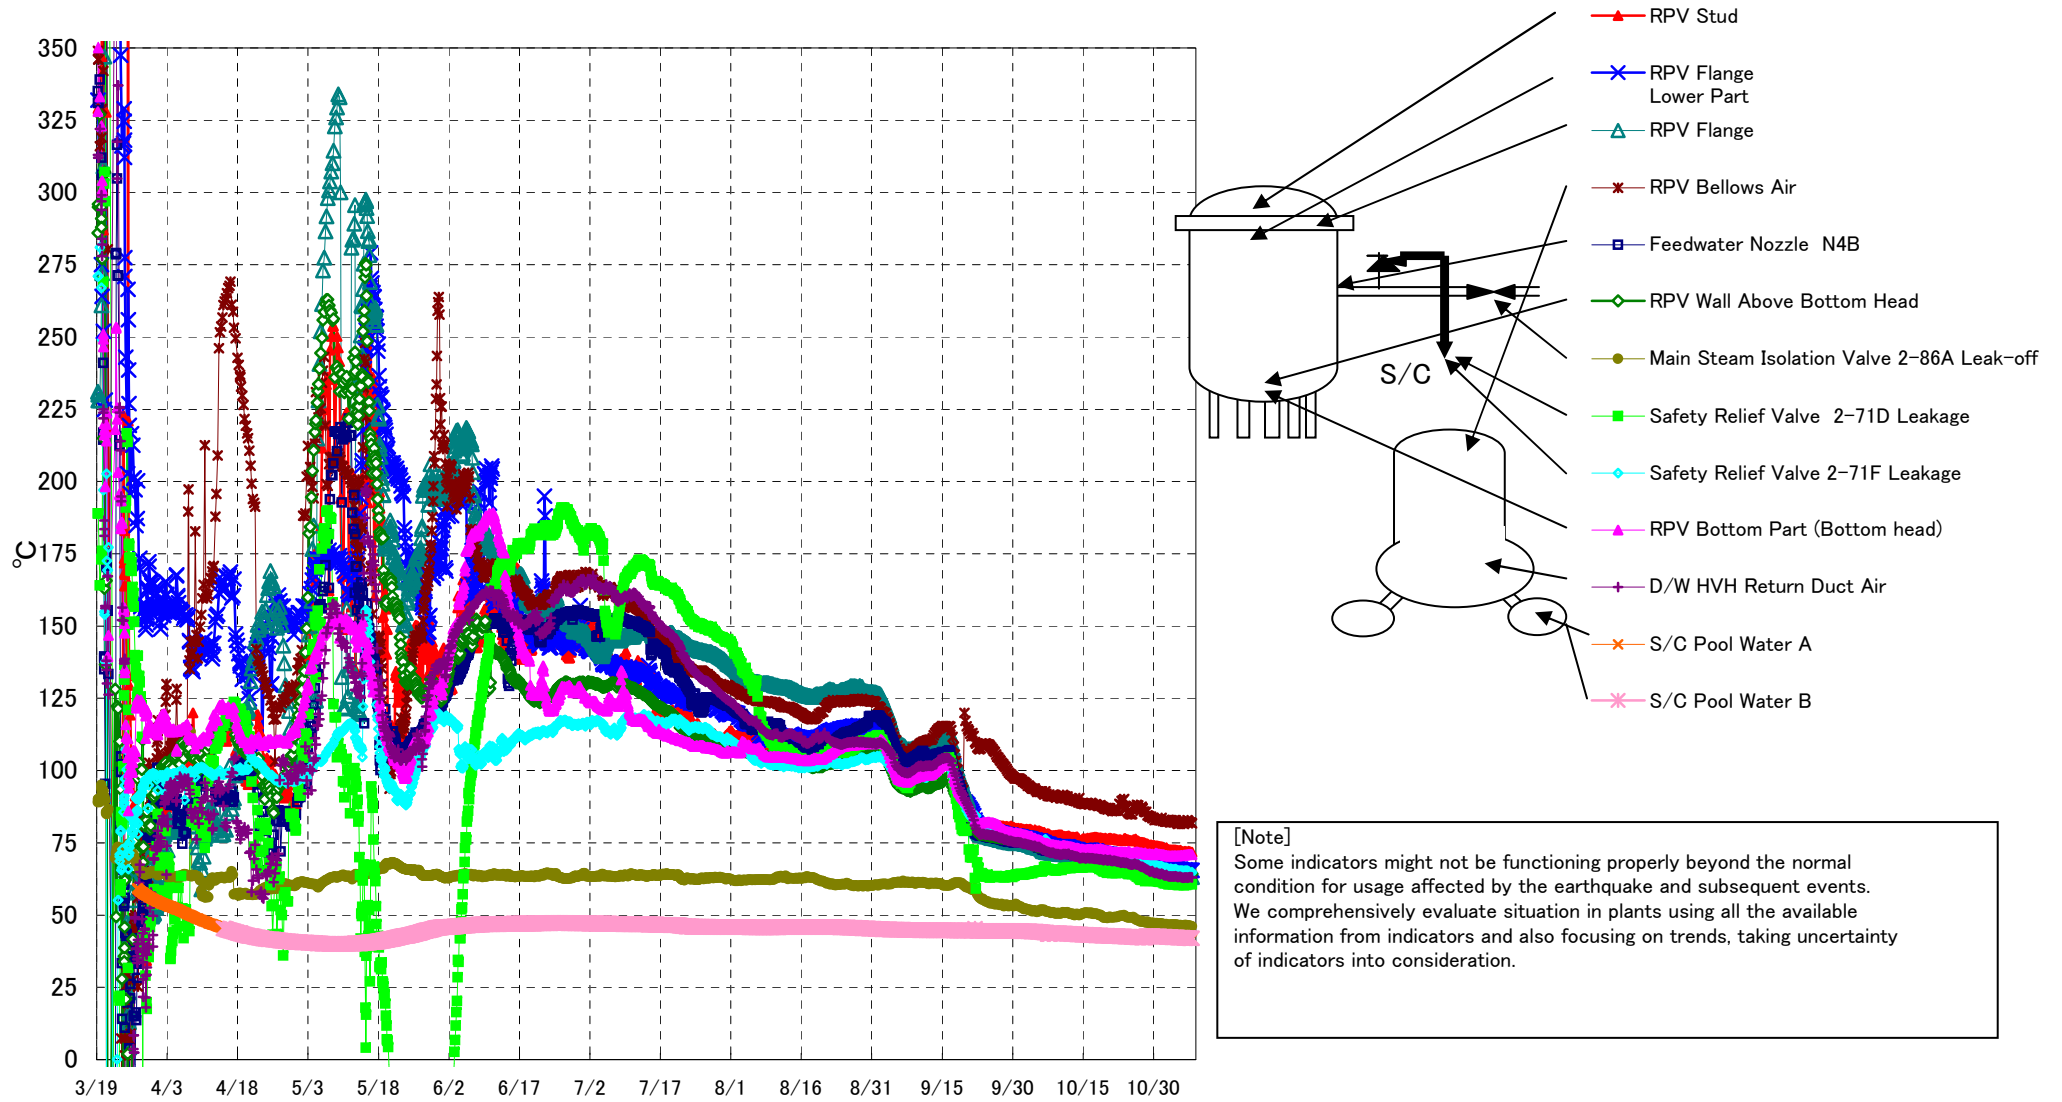 350
325
300
275
250
225
200
175
150
125
100
75
50
25
0
℃
3/19 4/3 4/18 5/3 5/18 6/2 6/17 7/2 7/17 8/1 8/16 8/31 9/15 9/30 10/15 10/30
RPV Stud
RPV Flange
Lower Part
RPV Flange
RPV Bellows Air
Feedwater Nozzle N4B
RPV Wall Above Bottom Head
Main Steam Isolation Valve 2-86A Leak-off
Safety Relief Valve 2-71D Leakage
Safety Relief Valve 2-71F Leakage
RPV Bottom Part (Bottom head)
D/W HVH Return Duct Air
S/C Pool Water A
S/C Pool Water B
S/C
[Note]
Some indicators might not be functioning properly beyond the normal
condition for usage affected by the earthquake and subsequent events.
We comprehensively evaluate situation in plants using all the available
information from indicators and also focusing on trends, taking uncertainty
of indicators into consideration.